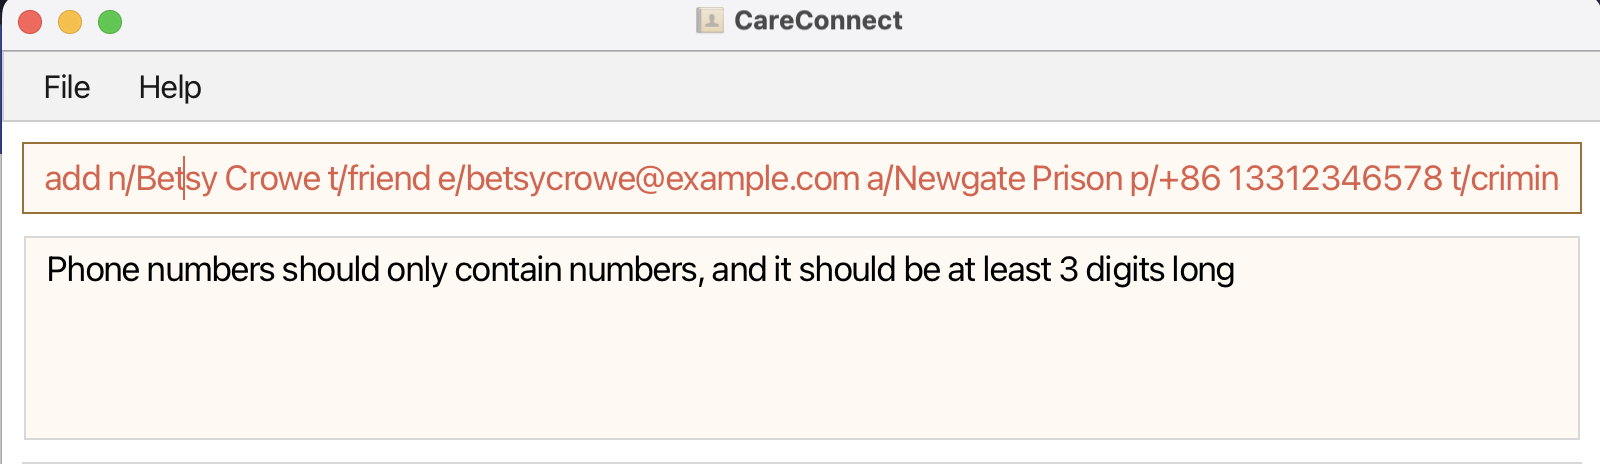 CareConnect
File Help
add n/Betsy Crowe t/friend e/betsycrowe@example.com a/Newgate Prison p/+86 13312346578 t/crimin
Phone numbers should only contain numbers, and it should be at least 3 digits long